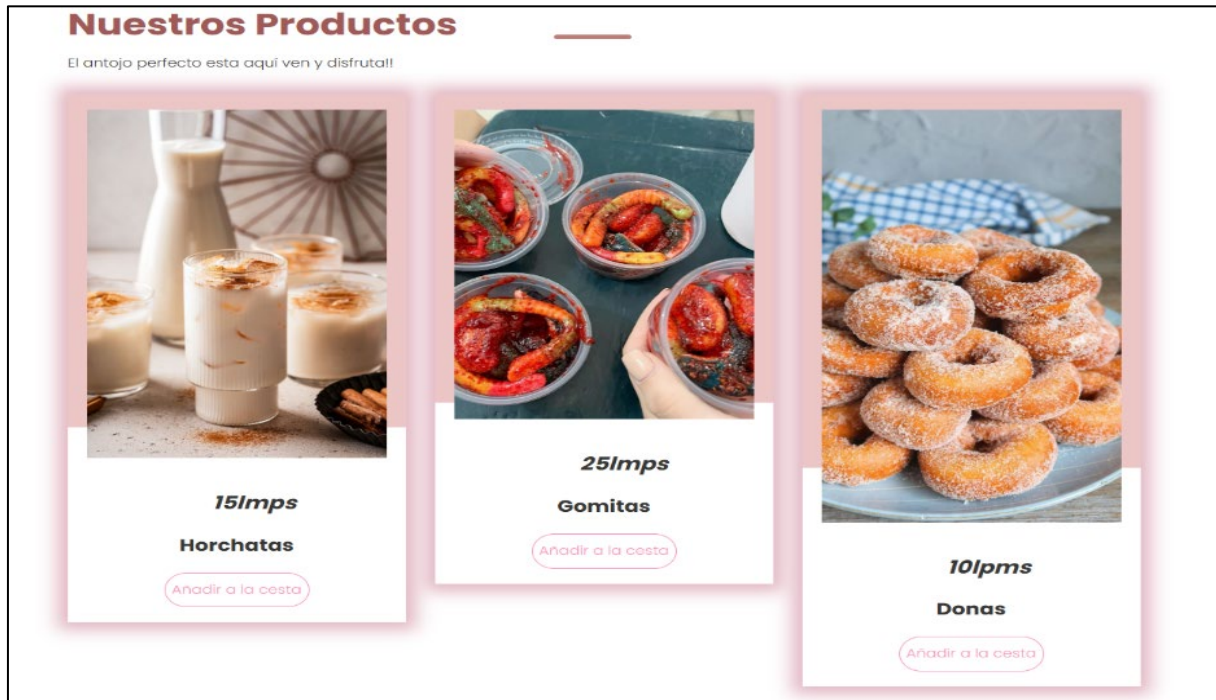 Nuestros Productos
El antojo perfecto esta aquí ven y disfruta!!
15lmps
Horchatas
Añadir a la cesta
25lmps
Gomitas
Añadir a la cesta
10lpms
Donas
Añadir a la cesta